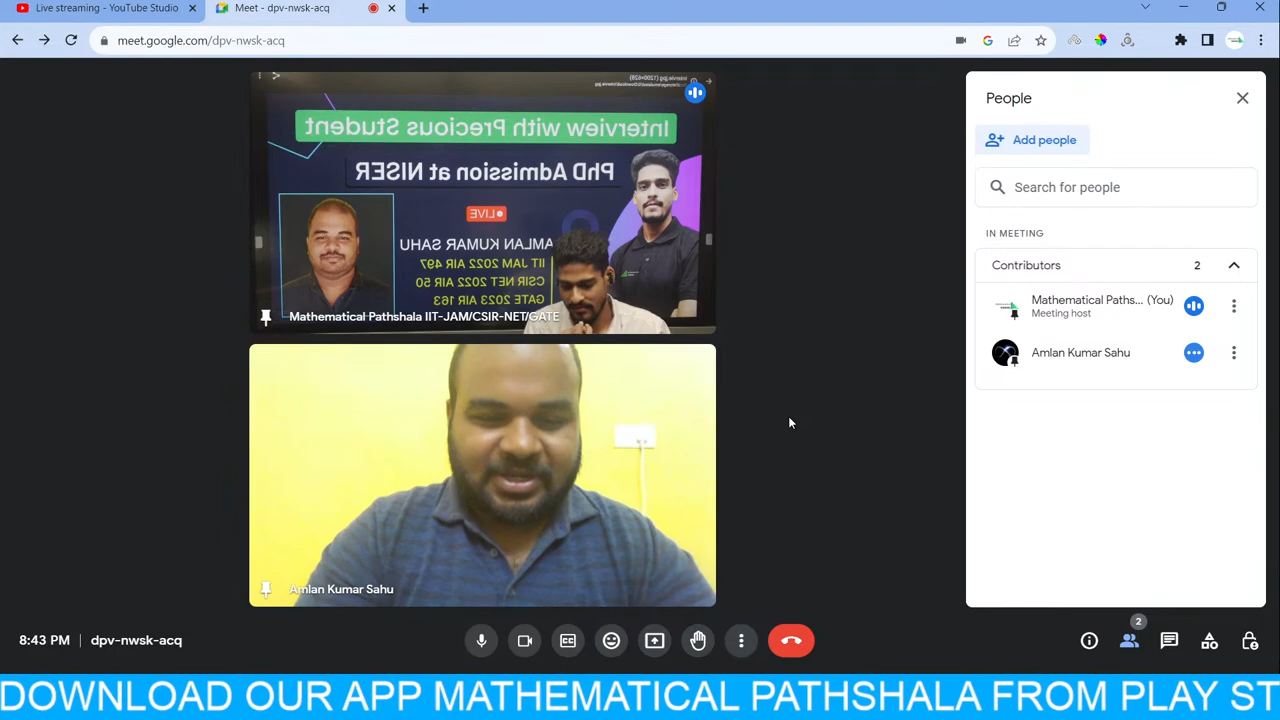 Live streaming - YouTube Studio
Meet - dpv-nwsk-acq
meet.google.com/dpv-nwsk-acq
Interview with Precious Student
PhD Admission at NISER
LIVE
AMLAN KUMAR SAHU
IIT JAM 2022 AIR 497
CSIR NET 2022 AIR 50
GATE 2023 AIR 163
Mathematical Pathshala IIT-JAM/CSIR-NET/GATE
Amlan Kumar Sahu
People
Add people
Search for people
IN MEETING
Contributors 2
Mathematical Paths... (You)
Meeting host
Amlan Kumar Sahu
8:43 PM dpv-nwsk-acq
2
DOWNLOAD OUR APP MATHEMATICAL PATHSHALA FROM PLAY ST